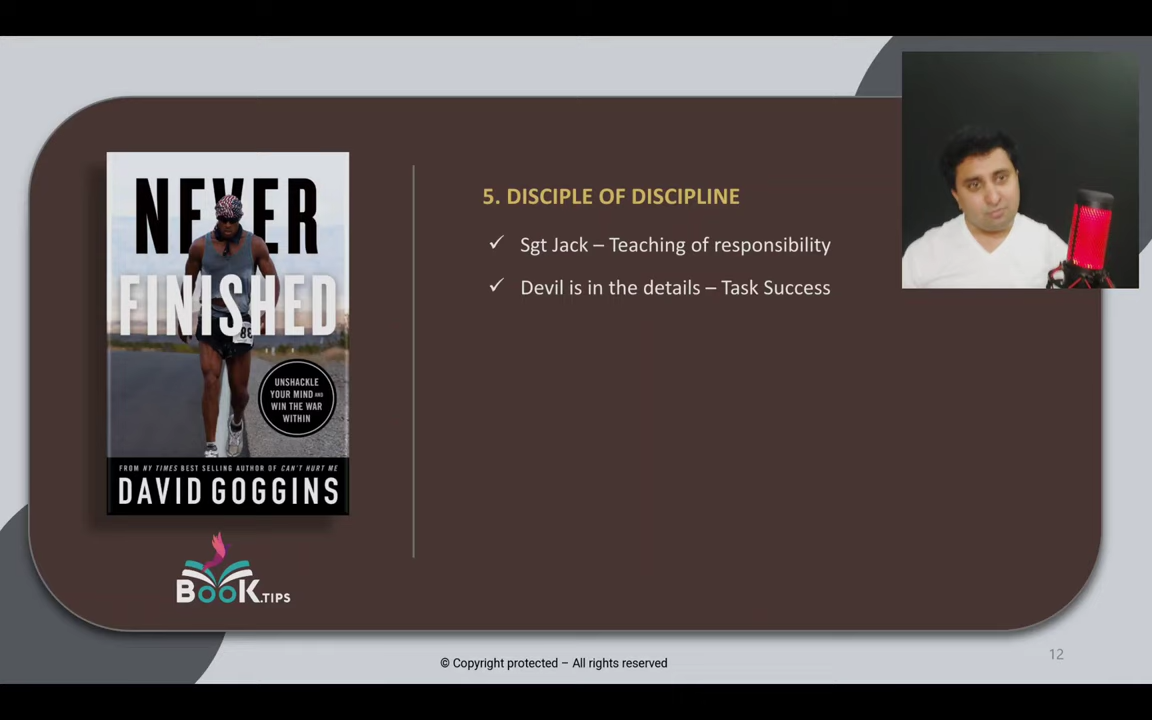 NEVER
FINISHED
86
UNSHACKLE
YOUR MIND AND
WIN THE WAR
WITHIN
FROM NY TIMES BEST SELLING AUTHOR OF CAN'T HURT ME
DAVID GOGGINS
BOOK.TIPS
5. DISCIPLE OF DISCIPLINE
✓ Sgt Jack – Teaching of responsibility
✓ Devil is in the details – Task Success
© Copyright protected – All rights reserved
12